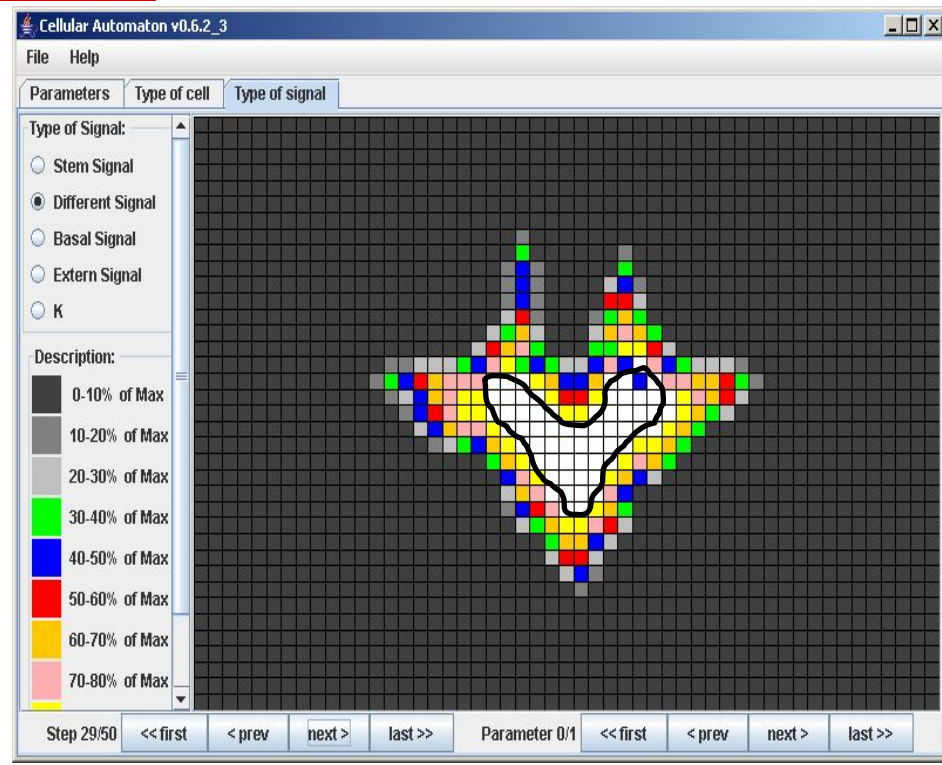 Cellular Automaton v0.6.2_3
File Help
Parameters Type of cell Type of signal
Type of Signal:
Stem Signal
Different Signal
Basal Signal
Extern Signal
K
Description:
0-10% of Max
10-20% of Max
20-30% of Max
30-40% of Max
40-50% of Max
50-60% of Max
60-70% of Max
70-80% of Max
Step 29/50 << first < prev next > last >> Parameter 0/1 << first < prev next > last >>